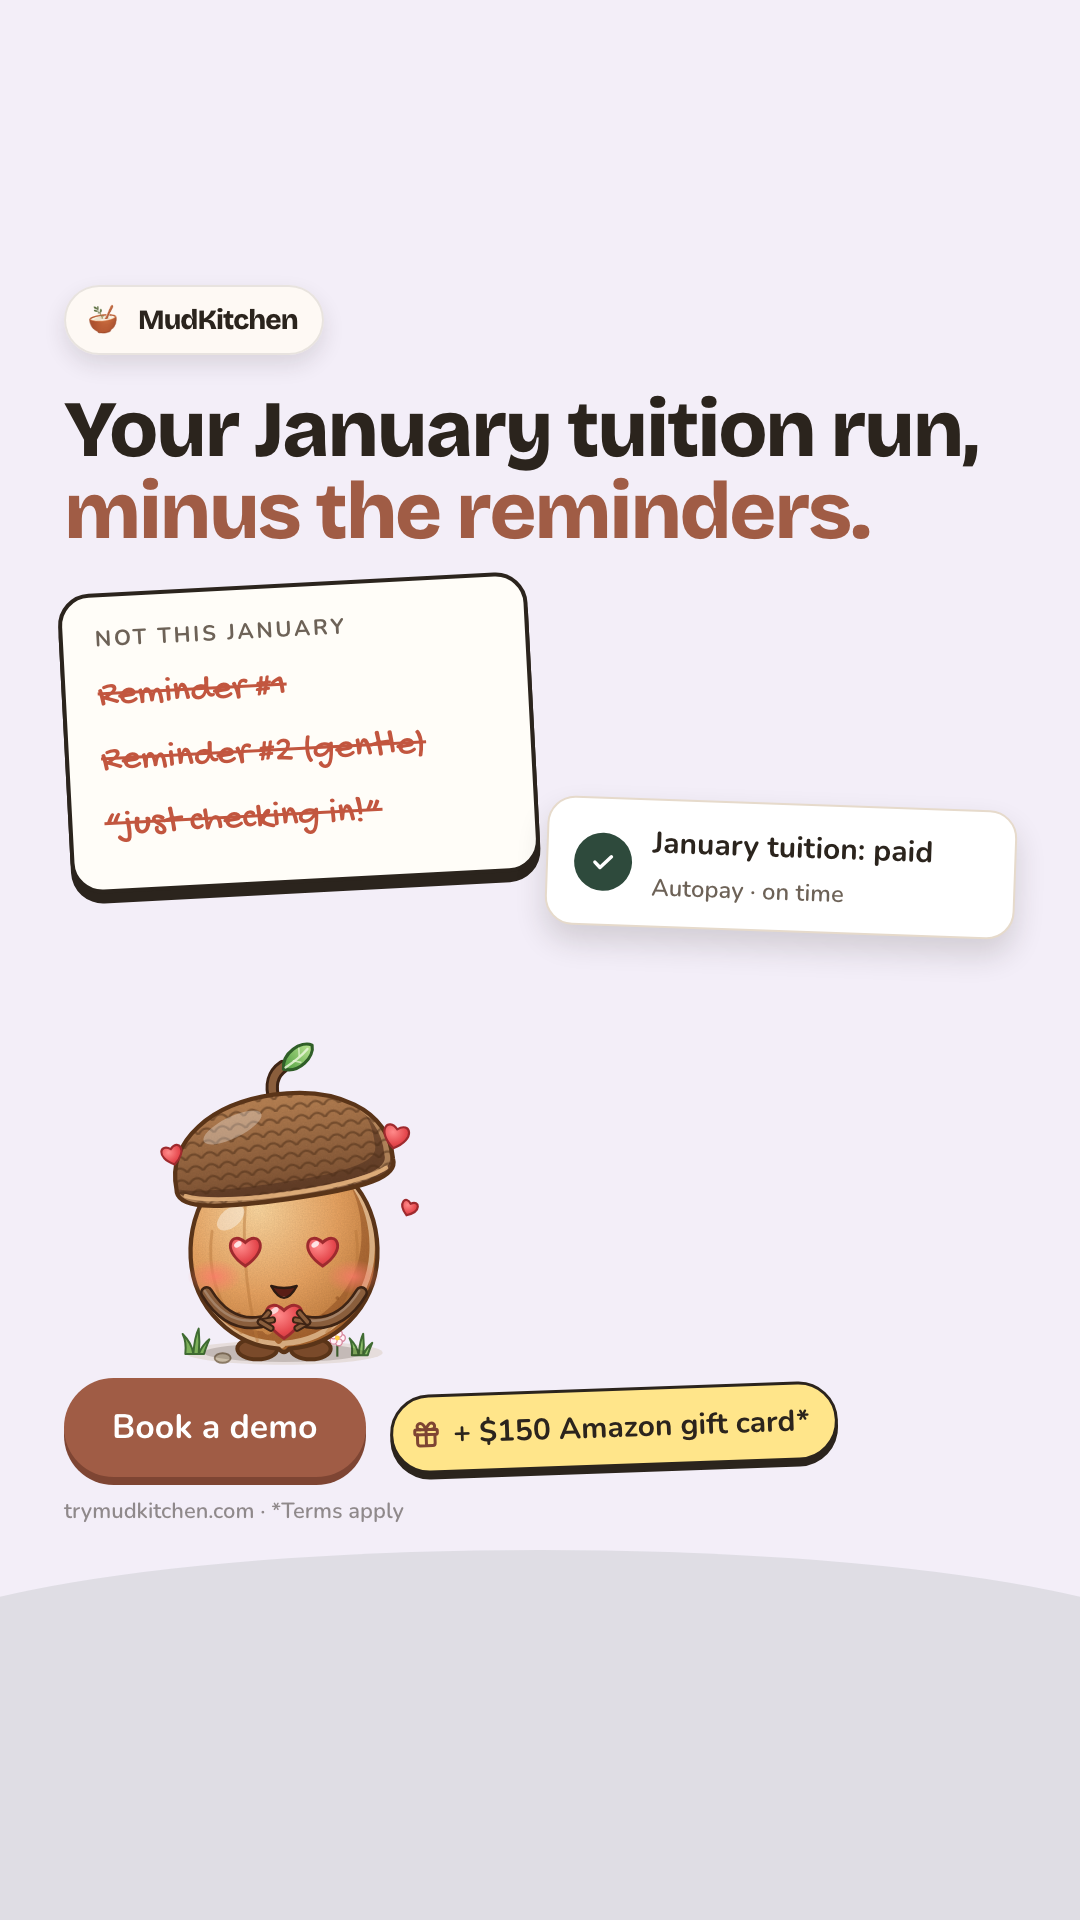 MudKitchen
Your January tuition run,
minus the reminders.
NOT THIS JANUARY
Reminder #1
Reminder #2 (gentle)
"just checking in!"
January tuition: paid
Autopay · on time
Book a demo
+ $150 Amazon gift card*
trymudkitchen.com · *Terms apply